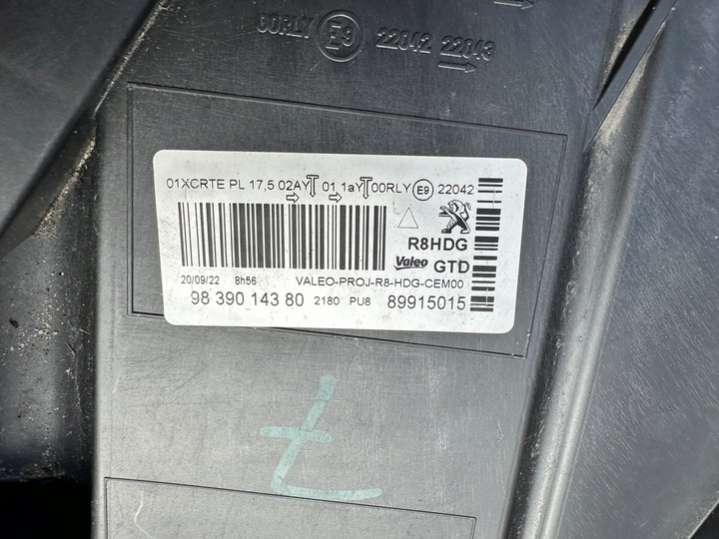 00RLY E9 22042 22043
01XCRTE PL 17,5 02AY 01 1aY 00RLY E9 22042
R8HDG
Valeo GTD
20/09/22 8h56 VALEO-PROJ-R8-HDG-CEM00
98 390 143 80 2180 PU8 89915015